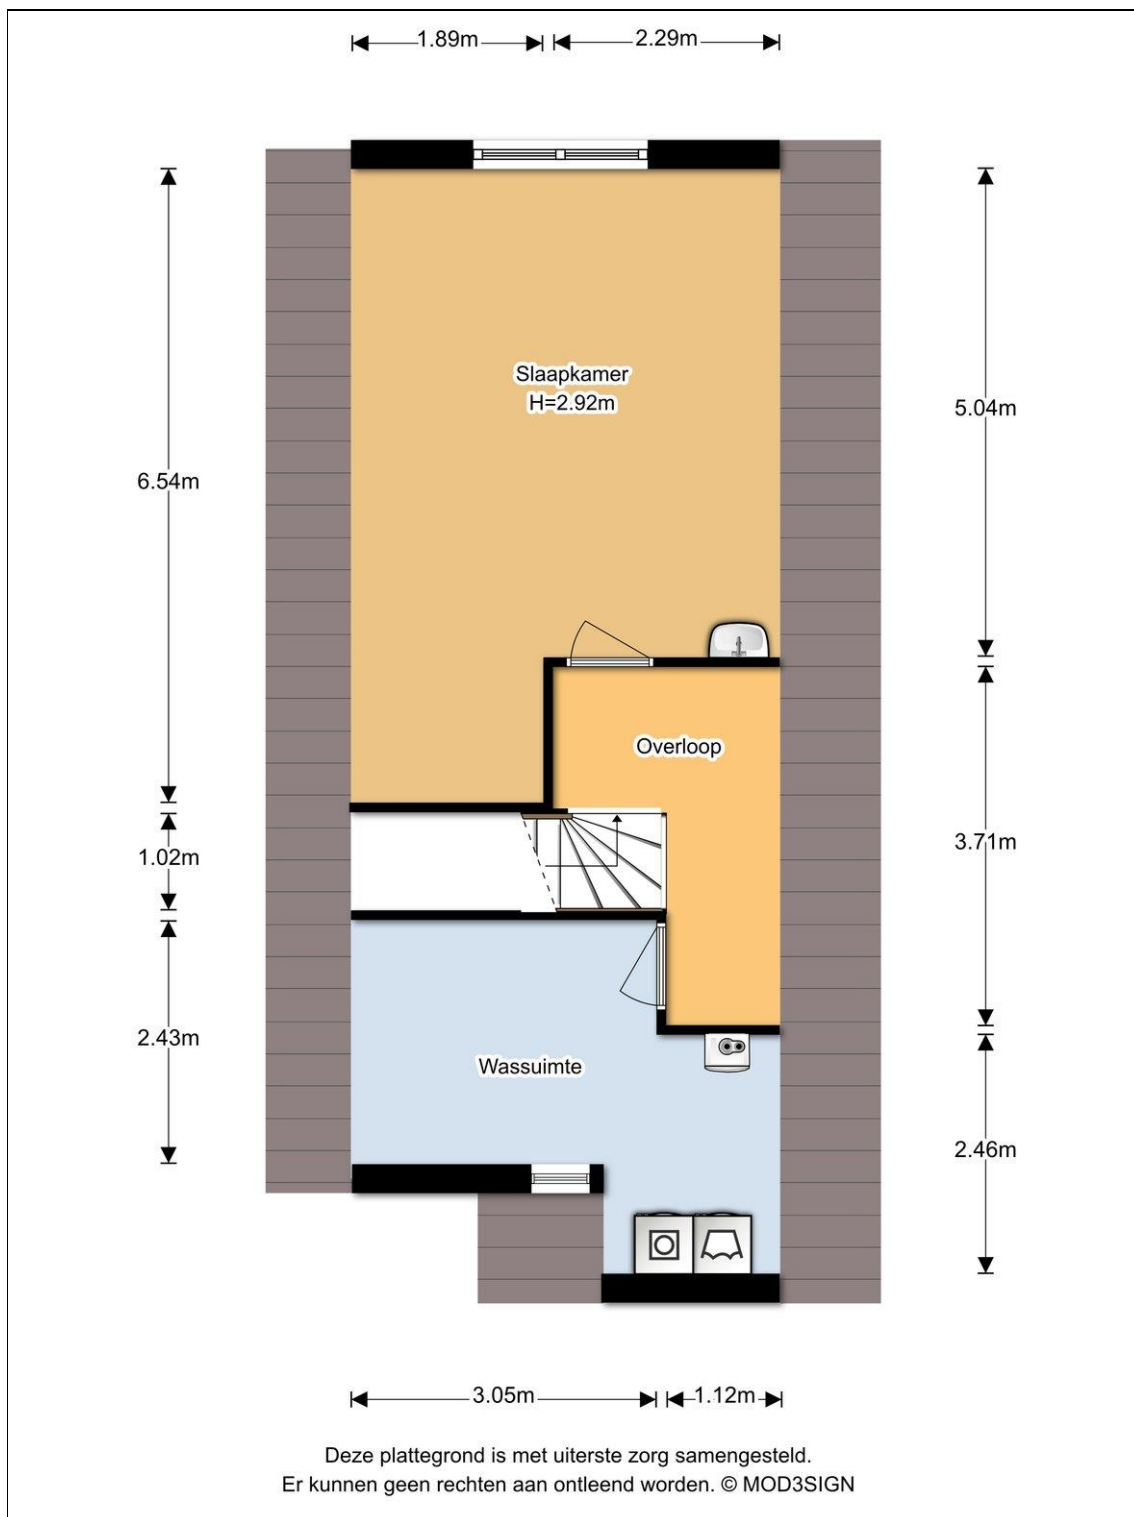 1.89m
2.29m
Slaapkamer
H=2.92m
5.04m
6.54m
Overloop
3.71m
1.02m
2.43m
Wassuimte
2.46m
3.05m
1.12m
Deze plattegrond is met uiterste zorg samengesteld.
Er kunnen geen rechten aan ontleend worden. © MOD3SIGN